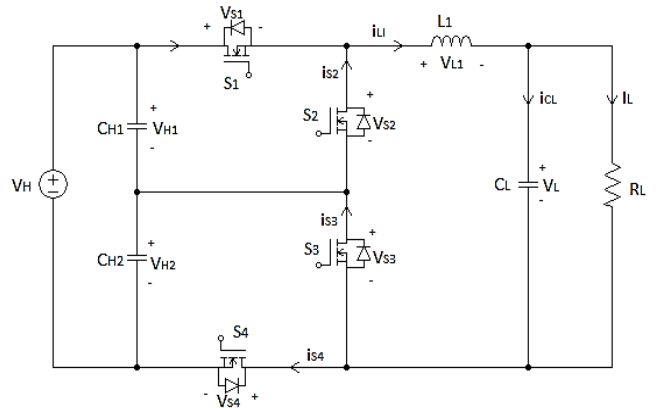 VS1
+ -
S1
iLI
L1
+ VL1 -
iS2
S2
+
VS2
-
CH1
+
VH1
-
iCL
IL
VH
CL
+
VL
-
RL
iS3
S3
+
VS3
-
CH2
+
VH2
-
S4
iS4
- VS4 +